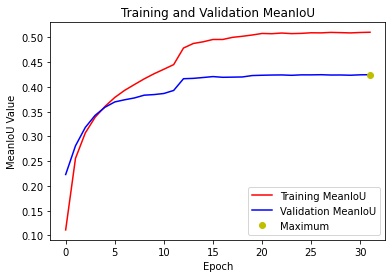 Training and Validation MeanIoU
MeanIoU Value
0.50
0.45
0.40
0.35
0.30
0.25
0.20
0.15
0.10
0
5
10
15
20
25
30
Epoch
Training MeanIoU
Validation MeanIoU
Maximum